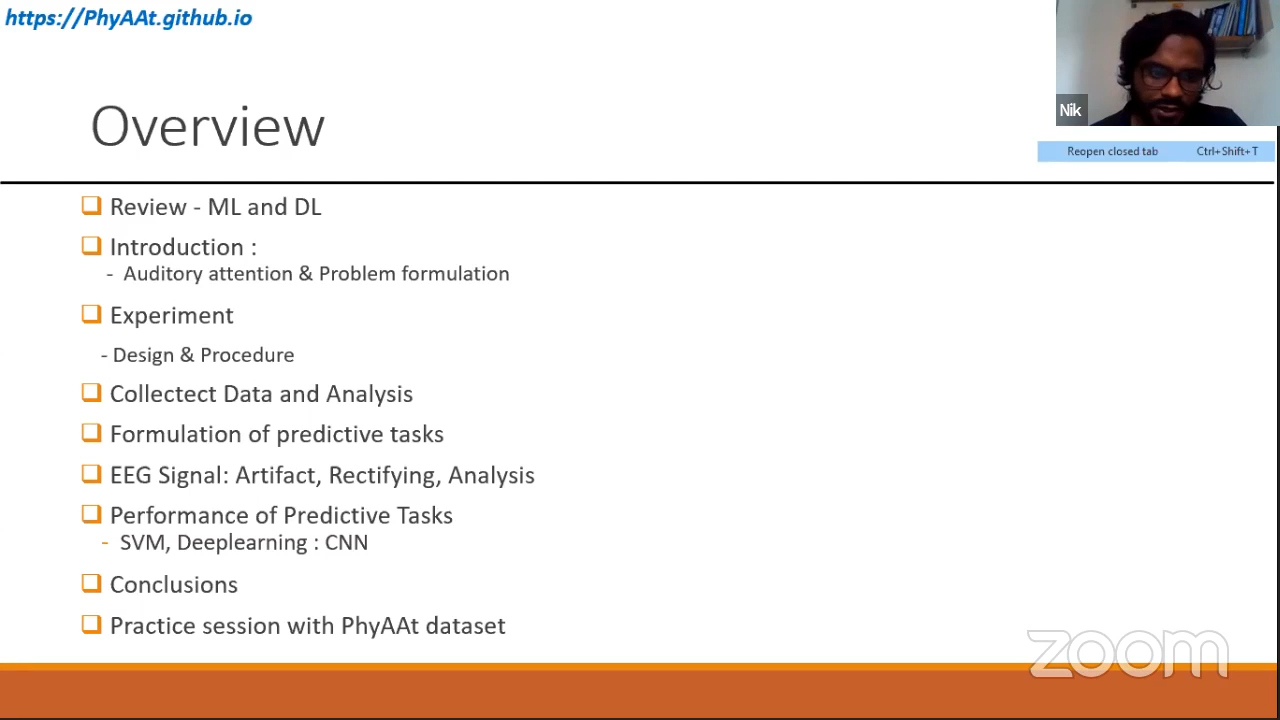 https://PhyAAt.github.io
Overview
Nik
Reopen closed tab Ctrl+Shift+T
Review - ML and DL
Introduction :
- Auditory attention & Problem formulation
Experiment
- Design & Procedure
Collectect Data and Analysis
Formulation of predictive tasks
EEG Signal: Artifact, Rectifying, Analysis
Performance of Predictive Tasks
- SVM, Deeplearning : CNN
Conclusions
Practice session with PhyAAt dataset
zoom